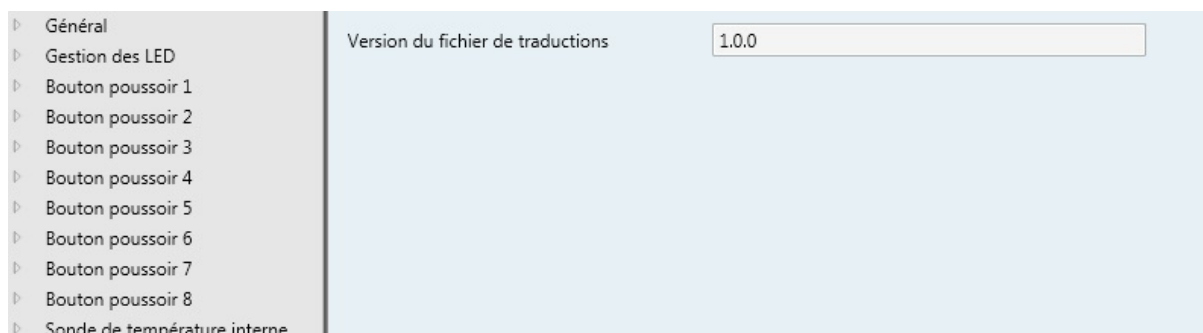 Général
Gestion des LED
Bouton poussoir 1
Bouton poussoir 2
Bouton poussoir 3
Bouton poussoir 4
Bouton poussoir 5
Bouton poussoir 6
Bouton poussoir 7
Bouton poussoir 8
Sonde de température interne
Version du fichier de traductions
1.0.0